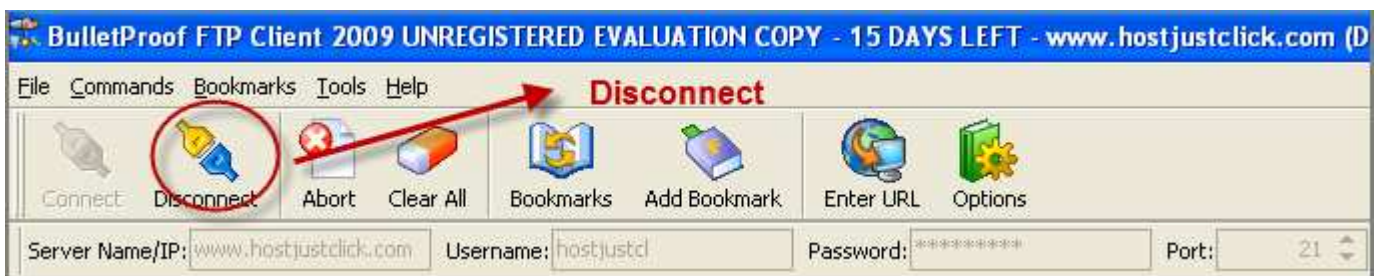 BulletProof FTP Client 2009 UNREGISTERED EVALUATION COPY - 15 DAYS LEFT - www.hostjustclick.com (D
File Commands Bookmarks Tools Help
Disconnect
Connect Disconnect Abort Clear All Bookmarks Add Bookmark Enter URL Options
Server Name/IP: www.hostjustclick.com Username: hostjustcl Password: ********* Port: 21